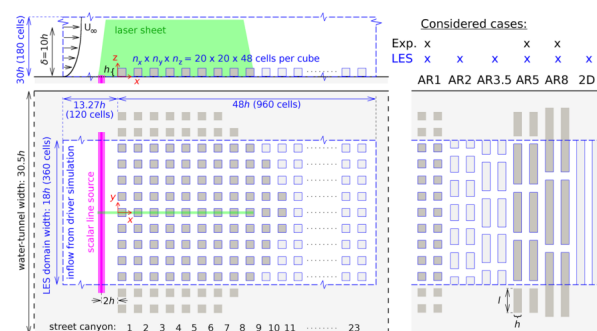 Considered cases:
Exp. x x x
LES x x x x x x
AR1 AR2 AR3.5 AR5 AR8 2D
U∞
laser sheet
δ=10h
30h (180 cells)
h
z
x
nx x ny x nz = 20 x 20 x 48 cells per cube
13.27h
(120 cells)
48h (960 cells)
water-tunnel width: 30.5h
LES domain width: 18h (360 cells)
inflow from driver simulation
scalar line source
y
x
2h
l
h
street canyon: 1 2 3 4 5 6 7 8 9 10 11 ....... 23